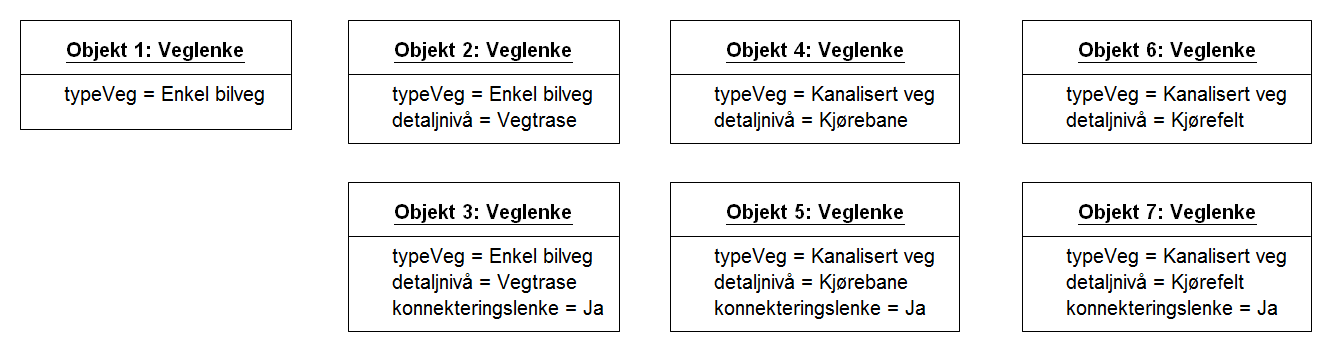 Objekt 1: Veglenke
typeVeg = Enkel bilveg
Objekt 2: Veglenke
typeVeg = Enkel bilveg
detaljnivå = Vegtrase
Objekt 4: Veglenke
typeVeg = Kanalisert veg
detaljnivå = Kjørebane
Objekt 6: Veglenke
typeVeg = Kanalisert veg
detaljnivå = Kjørefelt
Objekt 3: Veglenke
typeVeg = Enkel bilveg
detaljnivå = Vegtrase
konnekteringslenke = Ja
Objekt 5: Veglenke
typeVeg = Kanalisert veg
detaljnivå = Kjørebane
konnekteringslenke = Ja
Objekt 7: Veglenke
typeVeg = Kanalisert veg
detaljnivå = Kjørefelt
konnekteringslenke = Ja